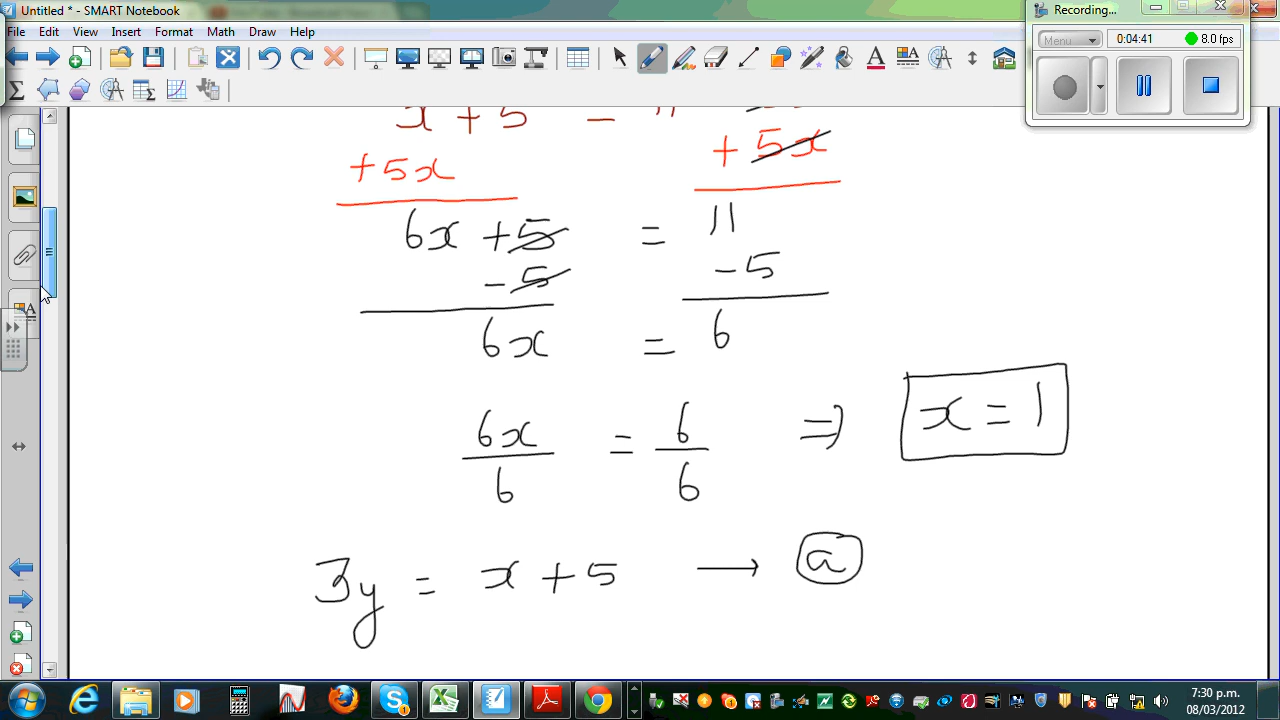 Untitled * - SMART Notebook
Recording...
File Edit View Insert Format Math Draw Help
Menu 0:04:41 8.0 fps
x + 5 -
+ 5x + 5x
6x + 5 = 11
- 5 - 5
6x = 6
6x/6 = 6/6 ⇒ x = 1
3y = x + 5 → a
7:30 p.m.
08/03/2012